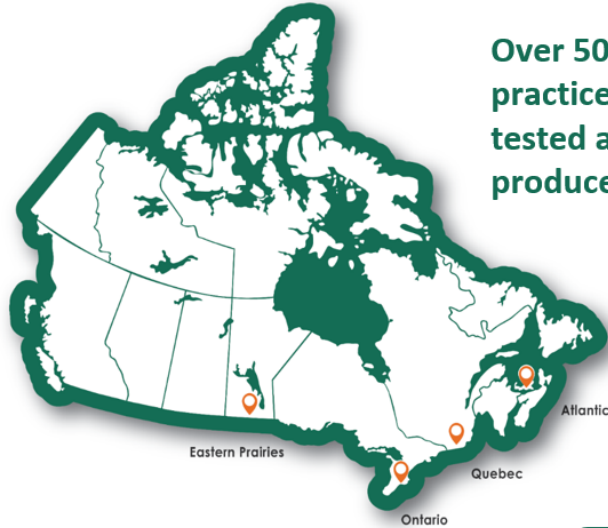 Over 50
practice
tested a
produce
Atlantic
Eastern Prairies
Quebec
Ontario